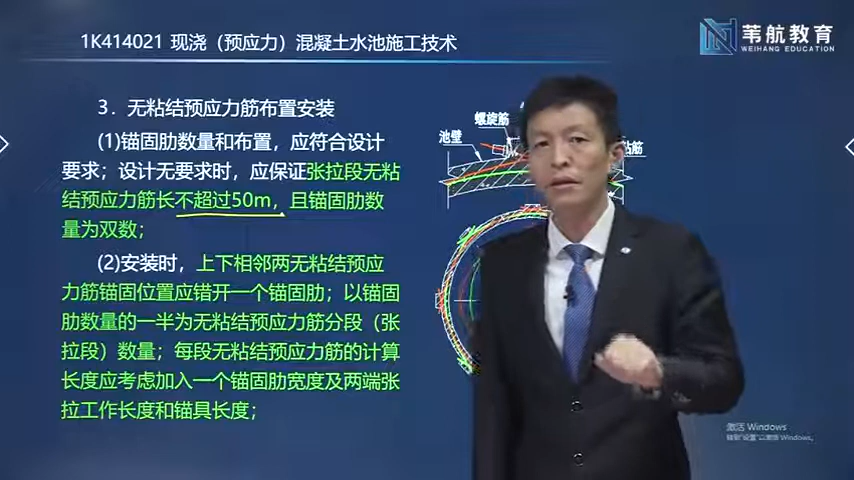 1K414021 现浇（预应力）混凝土水池施工技术
苇航教育
WEIHANG EDUCATION
3．无粘结预应力筋布置安装
(1)锚固肋数量和布置，应符合设计
要求；设计无要求时，应保证张拉段无粘
结预应力筋长不超过50m，且锚固肋数
量为双数；
(2)安装时，上下相邻两无粘结预应
力筋锚固位置应错开一个锚固肋；以锚固
肋数量的一半为无粘结预应力筋分段（张
拉段）数量；每段无粘结预应力筋的计算
长度应考虑加入一个锚固肋宽度及两端张
拉工作长度和锚具长度；
螺旋筋
池壁
筋
激活 Windows
转到"设置"以激活 Windows。